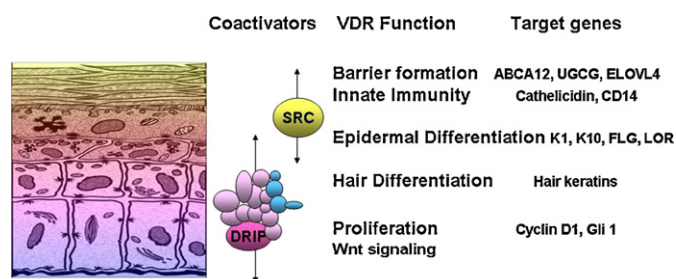 Coactivators VDR Function Target genes
Barrier formation ABCA12, UGCG, ELOVL4
Innate Immunity Cathelicidin, CD14
SRC
Epidermal Differentiation K1, K10, FLG, LOR
Hair Differentiation Hair keratins
DRIP
Proliferation Cyclin D1, Gli 1
Wnt signaling